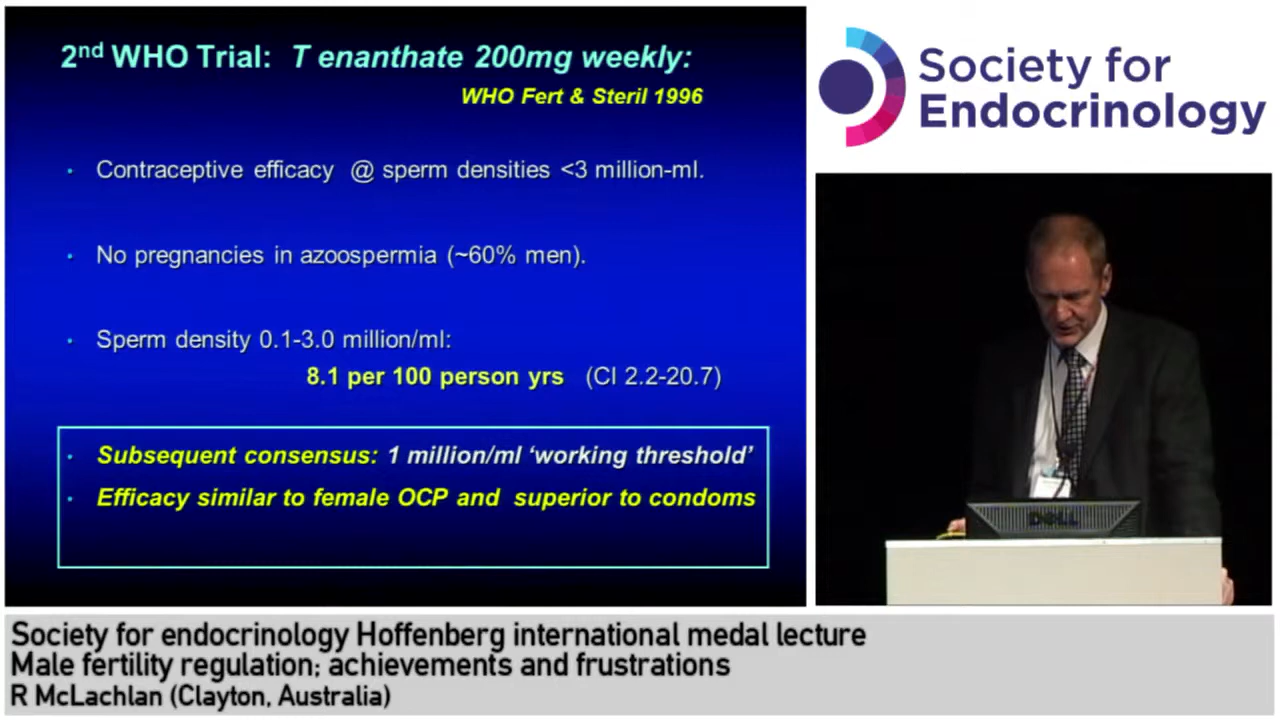 2nd WHO Trial: T enanthate 200mg weekly:
WHO Fert & Steril 1996
• Contraceptive efficacy @ sperm densities <3 million-ml.
• No pregnancies in azoospermia (~60% men).
• Sperm density 0.1-3.0 million/ml:
8.1 per 100 person yrs (CI 2.2-20.7)
• Subsequent consensus: 1 million/ml ‘working threshold’
• Efficacy similar to female OCP and superior to condoms
Society for
Endocrinology
DELL
Society for endocrinology Hoffenberg international medal lecture
Male fertility regulation; achievements and frustrations
R McLachlan (Clayton, Australia)